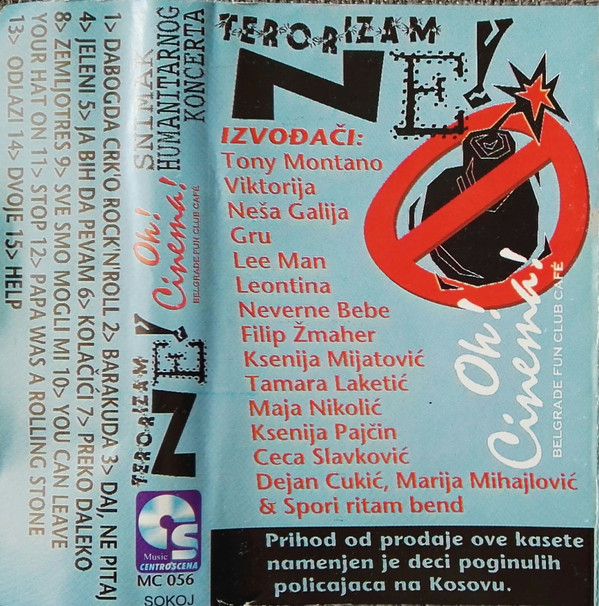 TERORIZAM
NE!
IZVOĐAČI:
Tony Montano
Viktorija
Neša Galija
Gru
Lee Man
Leontina
Neverne Bebe
Filip Žmaher
Ksenija Mijatović
Tamara Laketić
Maja Nikolić
Ksenija Pajčin
Ceca Slavković
Dejan Cukić, Marija Mihajlović
& Spori ritam bend
Oh!
Cinema!
BELGRADE FUN CLUB CAFÉ
Prihod od prodaje ove kasete
namenjen je deci poginulih
policajaca na Kosovu.
SNIMAK
HUMANITARNOG
KONCERTA
Oh!
Cinema!
BELGRADE FUN CLUB CAFÉ
TERORIZAM
NE!
CS
Music
CENTROSCENA
MC 056
SOKOJ
1> DABOGDA CRK'O ROCK'N'ROLL 2> BARAKUDA 3> DAJ, NE PITAJ
4> JELENI 5> JA BIH DA PEVAM 6> KOLAČIĆI 7> PREKO DALEKO
8> ZEMLJOTRES 9> SVE SMO MOGLI MI 10> YOU CAN LEAVE
YOUR HAT ON 11> STOP 12> PAPA WAS A ROLLING STONE
13> ODLAZI 14> DVOJE 15> HELP